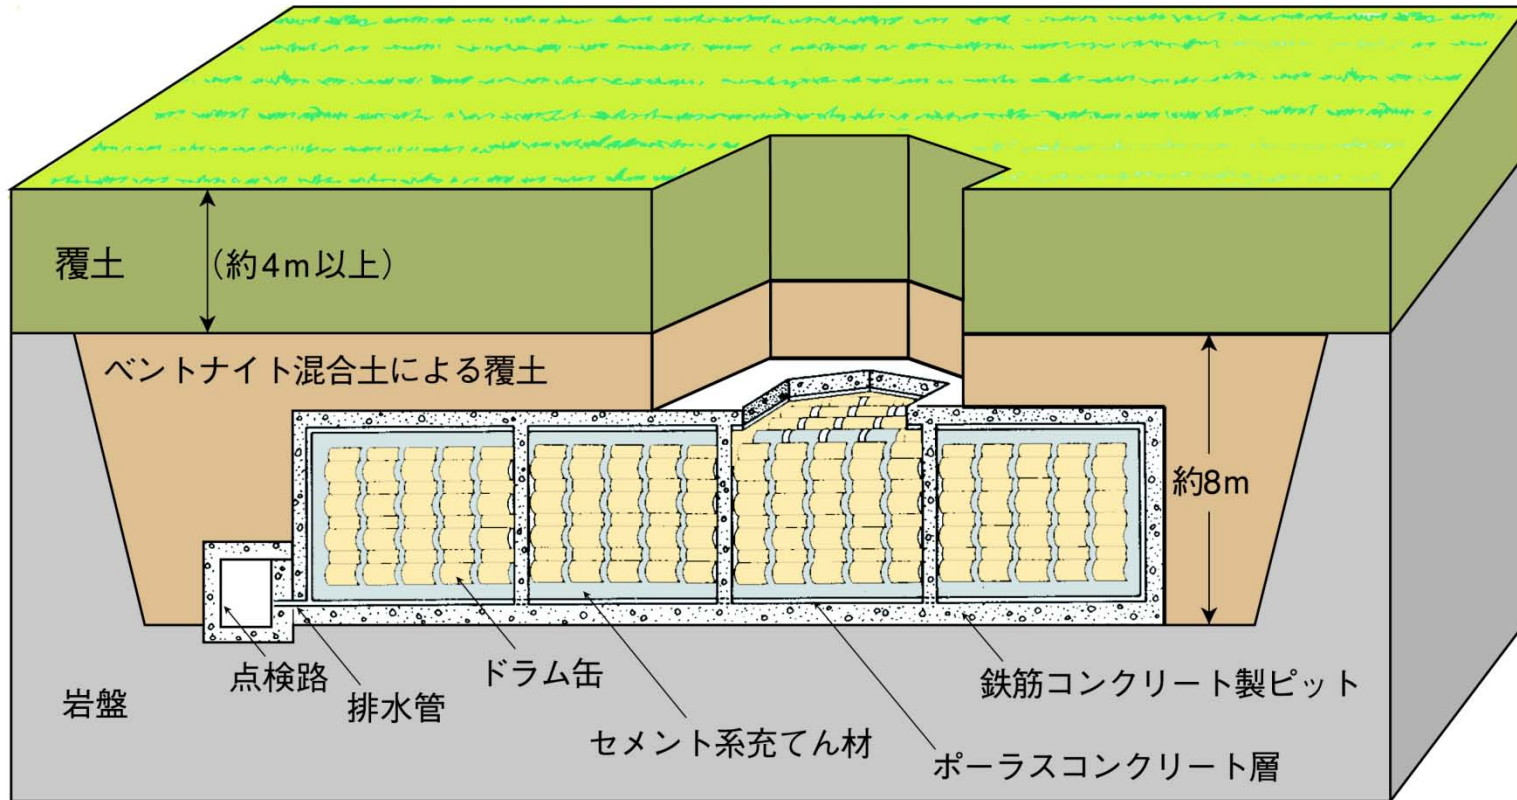 覆土
(約4m以上)
ベントナイト混合土による覆土
約8m
点検路
排水管
ドラム缶
セメント系充てん材
ポーラスコンクリート層
鉄筋コンクリート製ピット
岩盤